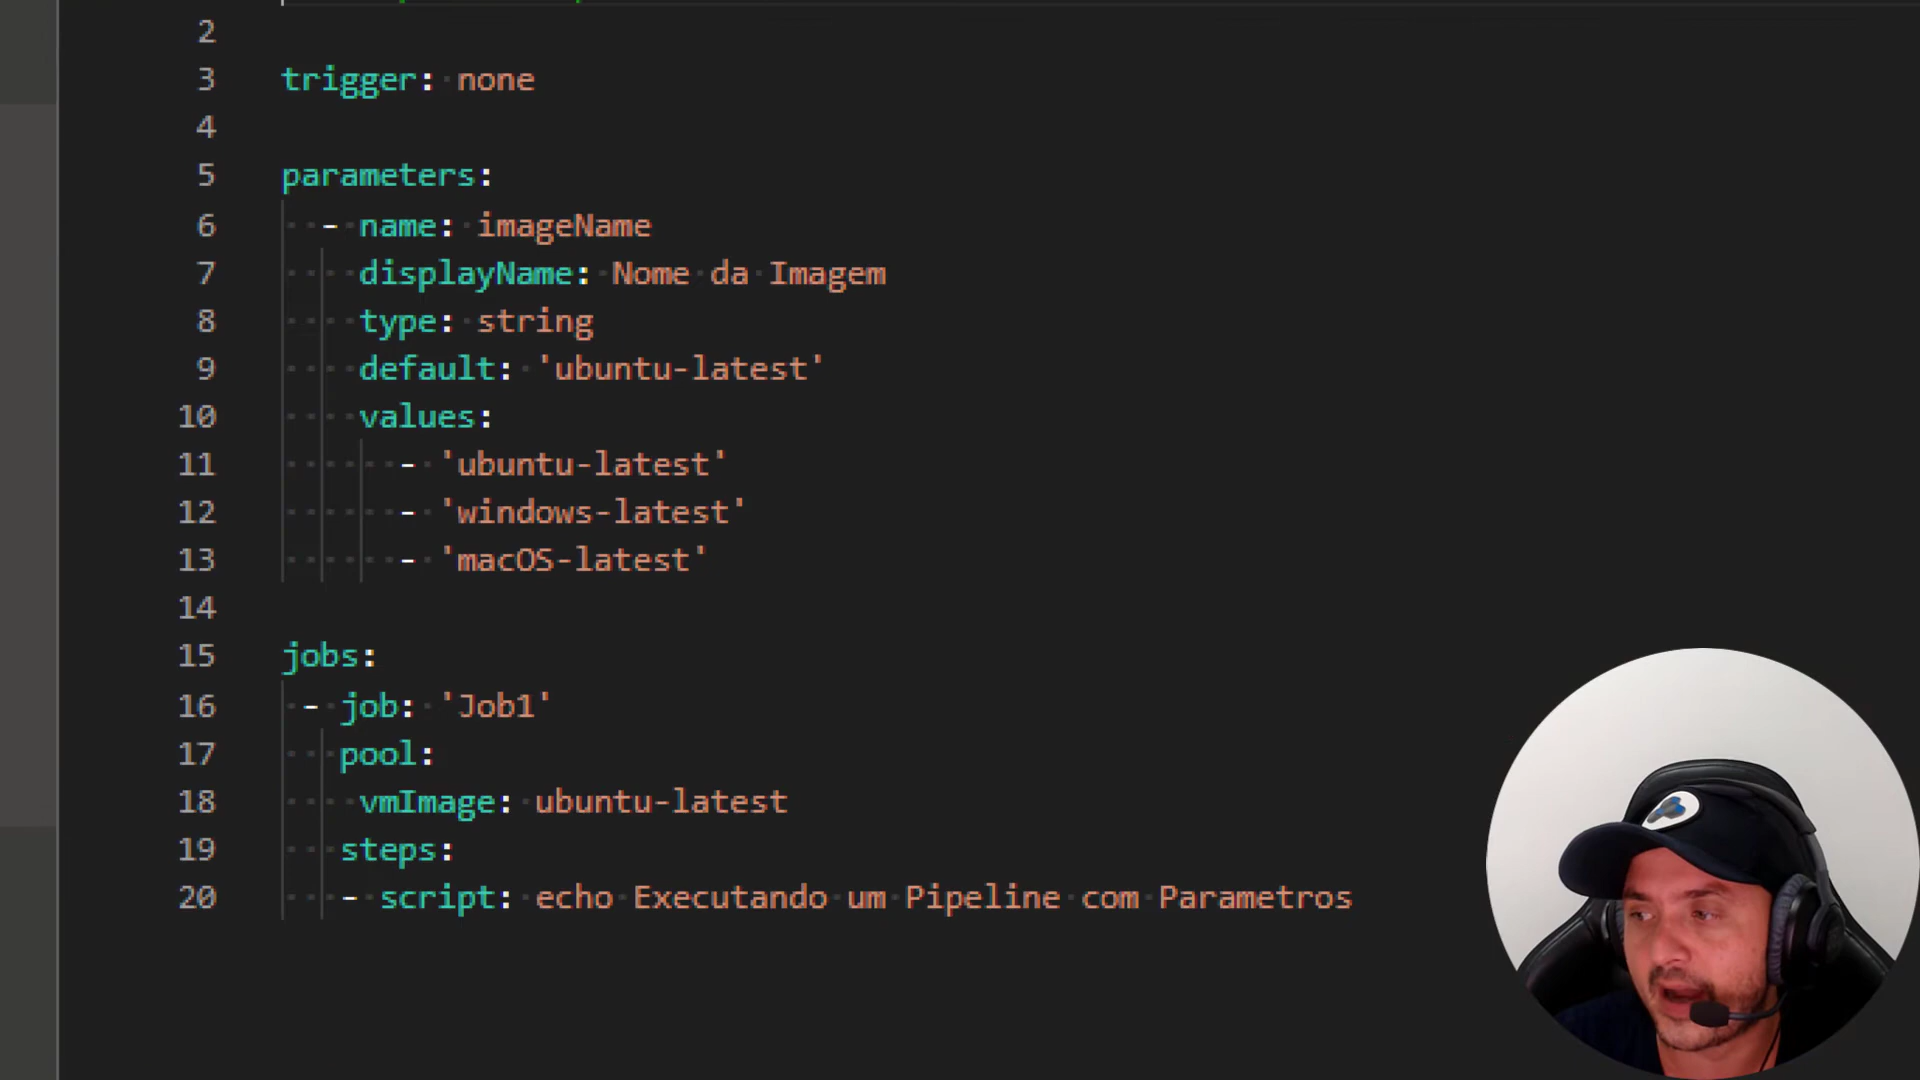 2
3 trigger: none
4
5 parameters:
6 - name: imageName
7 displayName: Nome da Imagem
8 type: string
9 default: 'ubuntu-latest'
10 values:
11 - 'ubuntu-latest'
12 - 'windows-latest'
13 - 'macOS-latest'
14
15 jobs:
16 - job: 'Job1'
17 pool:
18 vmImage: ubuntu-latest
19 steps:
20 - script: echo Executando um Pipeline com Parametros